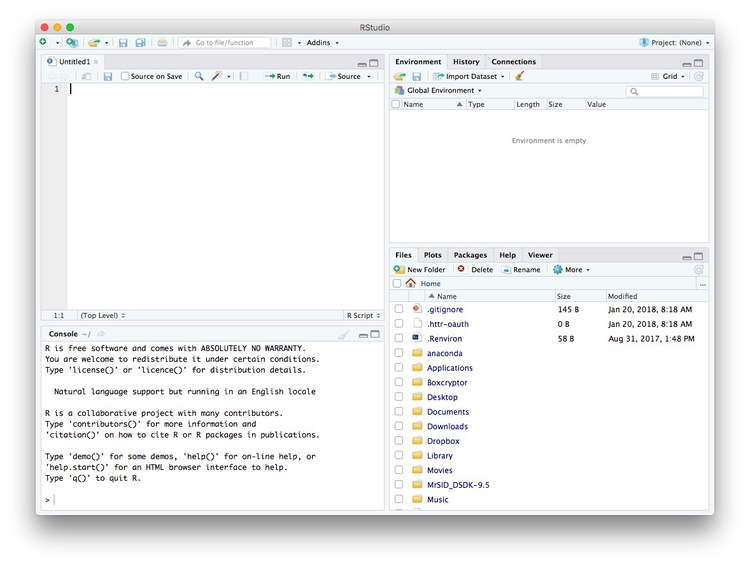 RStudio
Go to file/function
Addins
Project: (None)
Untitled1
Source on Save
Run
Source
1
1:1 (Top Level) R Script
Console ~/
R is free software and comes with ABSOLUTELY NO WARRANTY.
You are welcome to redistribute it under certain conditions.
Type 'license()' or 'licence()' for distribution details.
Natural language support but running in an English locale
R is a collaborative project with many contributors.
Type 'contributors()' for more information and
'citation()' on how to cite R or R packages in publications.
Type 'demo()' for some demos, 'help()' for on-line help, or
'help.start()' for an HTML browser interface to help.
Type 'q()' to quit R.
>
Environment History Connections
Import Dataset Grid
Global Environment
Name Type Length Size Value
Environment is empty
Files Plots Packages Help Viewer
New Folder Delete Rename More
Home ...
Name Size Modified
.gitignore 145 B Jan 20, 2018, 8:18 AM
.httr-oauth 0 B Jan 20, 2018, 8:18 AM
.Renviron 58 B Aug 31, 2017, 1:48 PM
anaconda
Applications
Boxcryptor
Desktop
Documents
Downloads
Dropbox
Library
Movies
MrSID_DSDK-9.5
Music